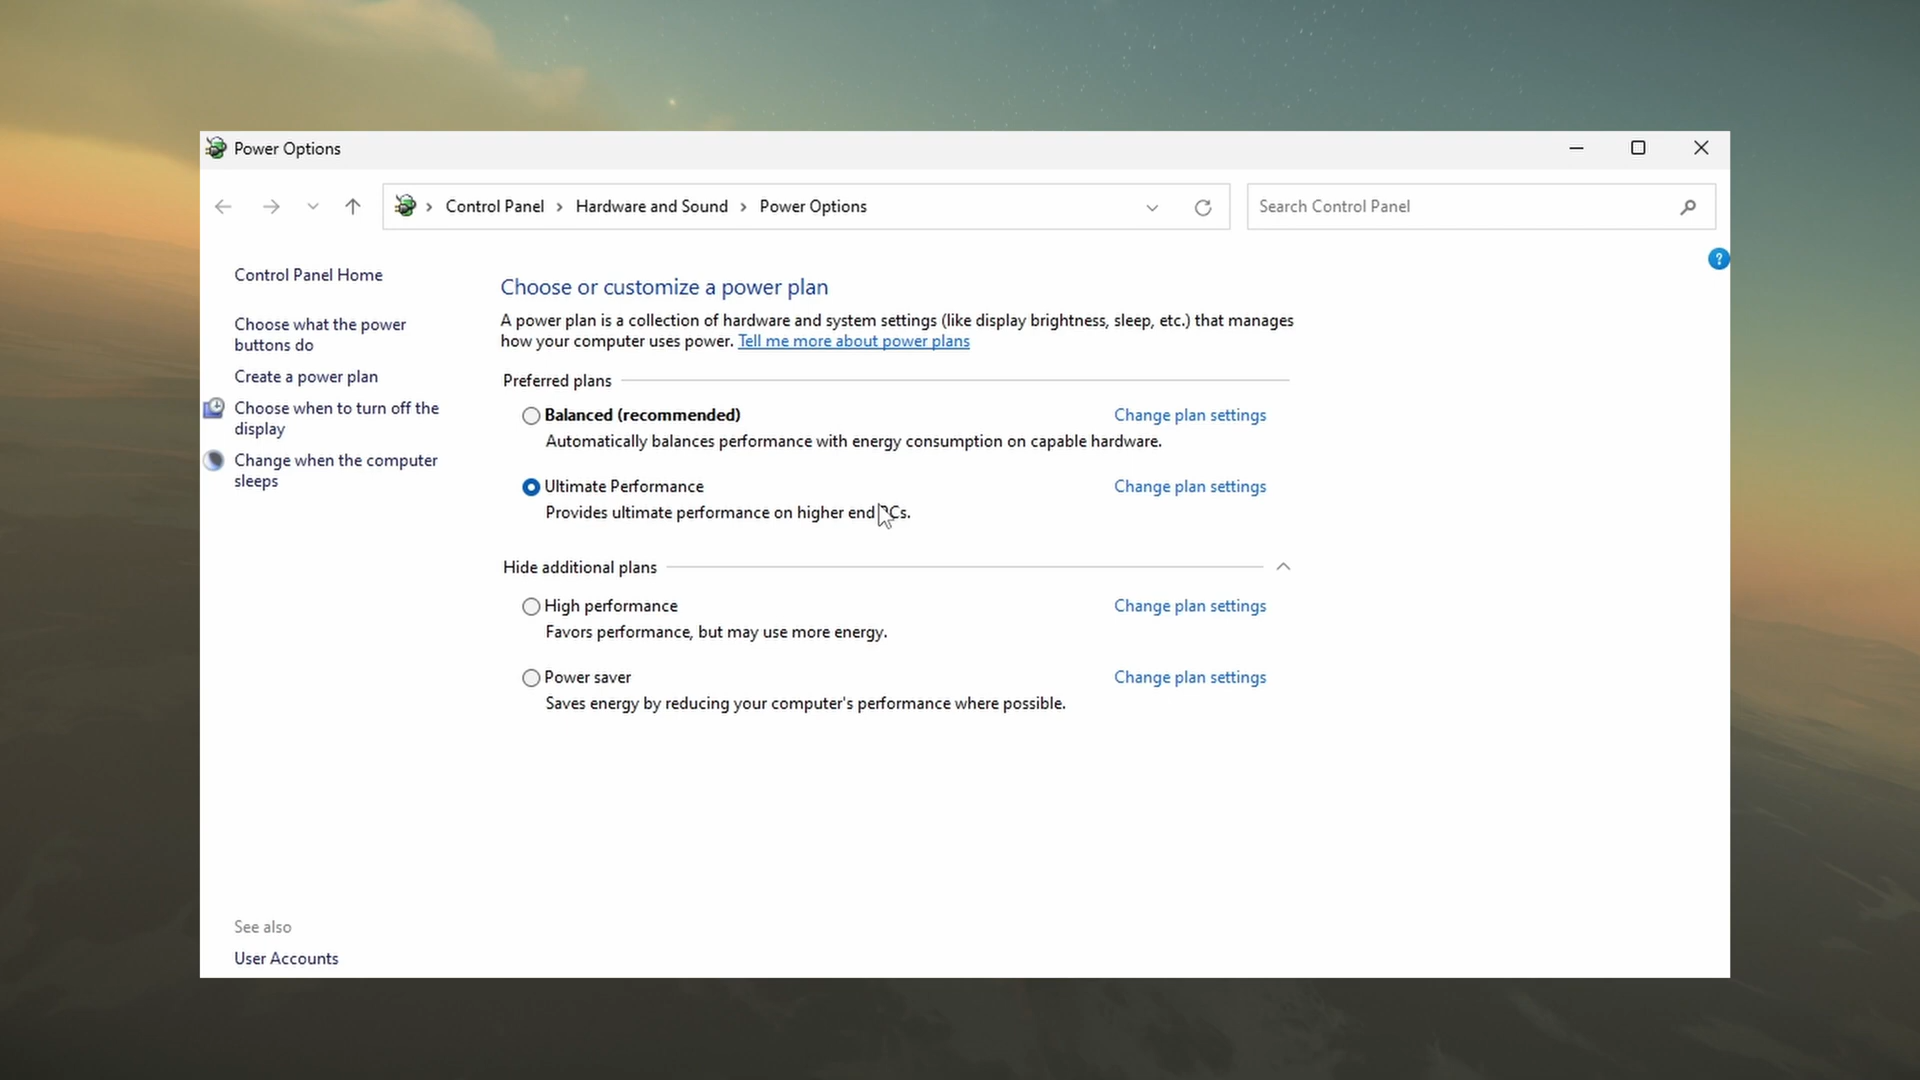 Power Options
Control Panel > Hardware and Sound > Power Options
Search Control Panel
?
Control Panel Home
Choose what the power
buttons do
Create a power plan
Choose when to turn off the
display
Change when the computer
sleeps
Choose or customize a power plan
A power plan is a collection of hardware and system settings (like display brightness, sleep, etc.) that manages
how your computer uses power. Tell me more about power plans
Preferred plans
Balanced (recommended) Change plan settings
Automatically balances performance with energy consumption on capable hardware.
Ultimate Performance Change plan settings
Provides ultimate performance on higher end PCs.
Hide additional plans
High performance Change plan settings
Favors performance, but may use more energy.
Power saver Change plan settings
Saves energy by reducing your computer's performance where possible.
See also
User Accounts